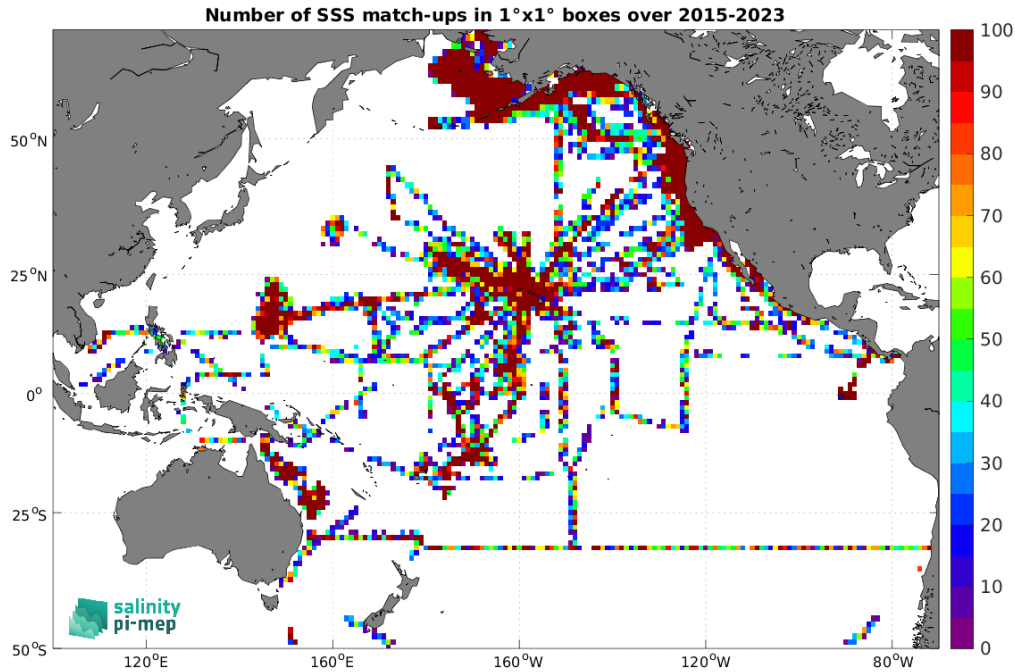 Number of SSS match-ups in 1°x1° boxes over 2015-2023
50°N
25°N
0°
25°S
50°S
120°E
160°E
160°W
120°W
80°W
100
90
80
70
60
50
40
30
20
10
0
salinity
pi-mep